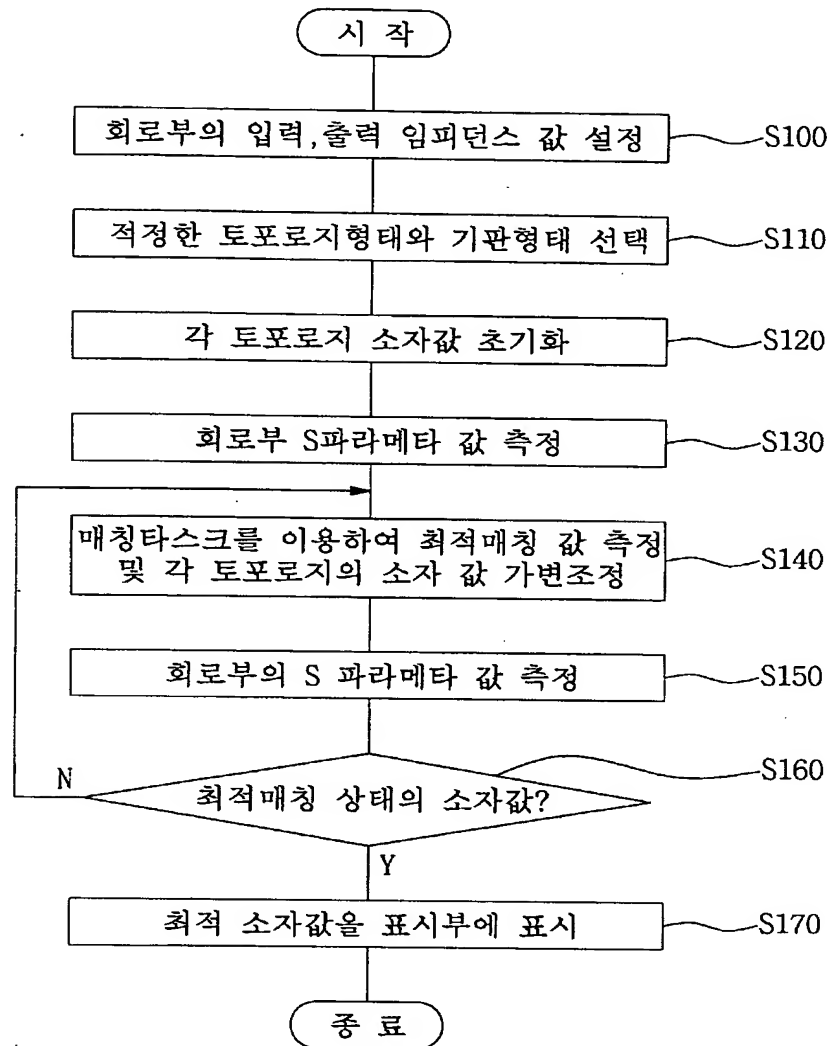 시 작
회로부의 입력,출력 임피던스 값 설정
S100
적정한 토포로지형태와 기판형태 선택
S110
각 토포로지 소자값 초기화
S120
회로부 S파라메타 값 측정
S130
매칭타스크를 이용하여 최적매칭 값 측정
및 각 토포로지의 소자 값 가변조정
S140
회로부의 S 파라메타 값 측정
S150
S160
N
최적매칭 상태의 소자값?
Y
최적 소자값을 표시부에 표시
S170
종 료